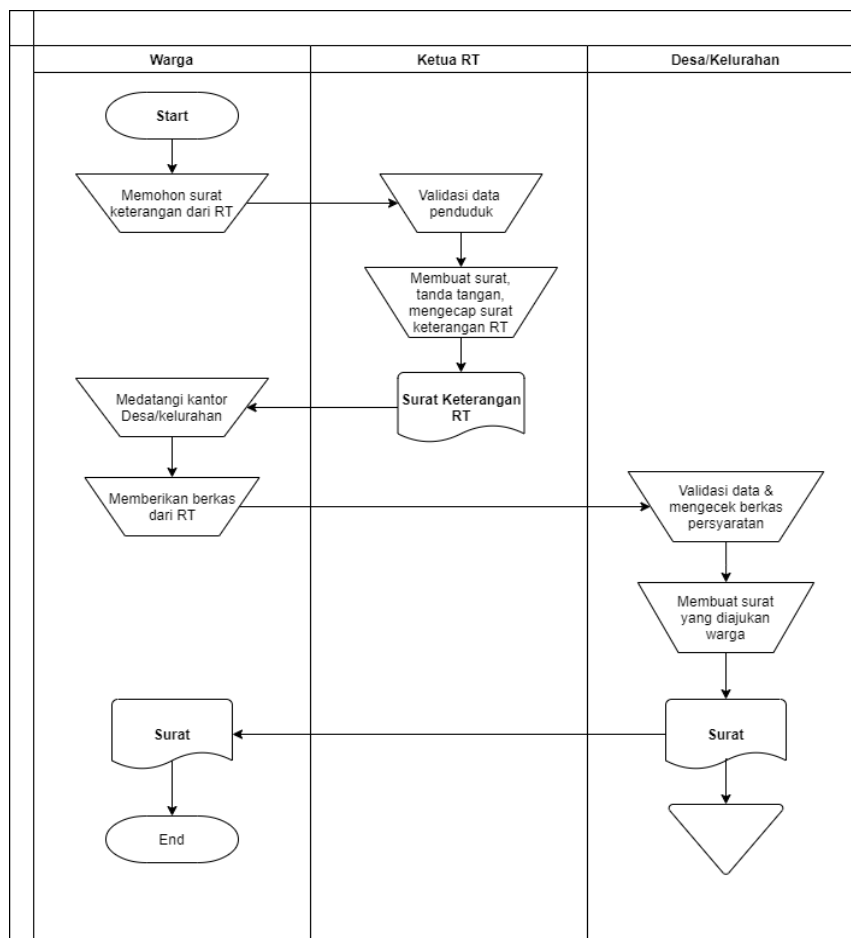 Warga
Ketua RT
Desa/Kelurahan
Start
Memohon surat
keterangan dari RT
Validasi data
penduduk
Membuat surat,
tanda tangan,
mengecap surat
keterangan RT
Surat Keterangan
RT
Medatangi kantor
Desa/kelurahan
Memberikan berkas
dari RT
Validasi data &
mengecek berkas
persyaratan
Membuat surat
yang diajukan
warga
Surat
Surat
End